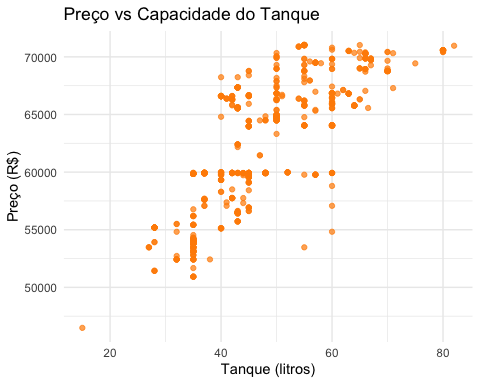 Preço vs Capacidade do Tanque
70000
65000
60000
55000
50000
Preço (R$)
20 40 60 80
Tanque (litros)